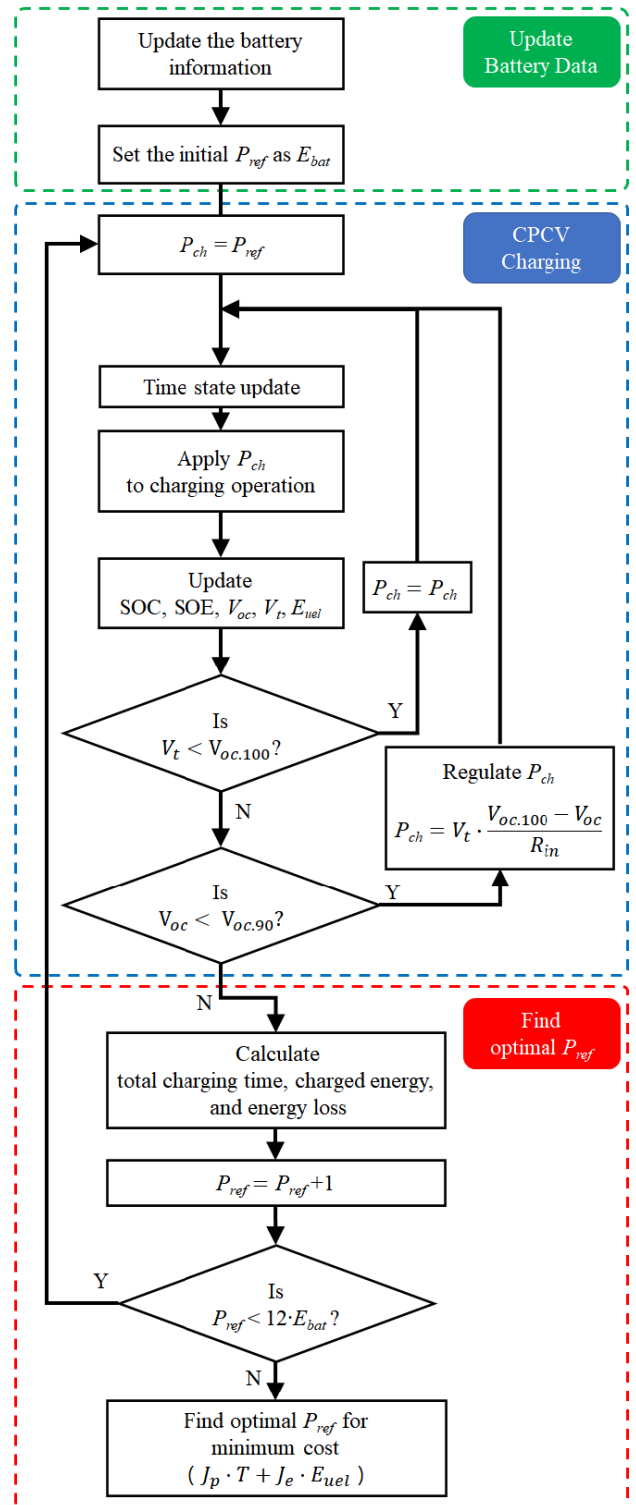 Update the battery
information
Update
Battery Data
Set the initial P_ref as E_bat
P_ch = P_ref
CPCV
Charging
Time state update
Apply P_ch
to charging operation
Update
SOC, SOE, V_oc, V_t, E_uel
P_ch = P_ch
Is
V_t < V_oc.100?
Y
N
Regulate P_ch
P_ch = V_t · (V_oc.100 − V_oc) / R_in
Is
V_oc < V_oc.90?
Y
N
Find
optimal P_ref
Calculate
total charging time, charged energy,
and energy loss
P_ref = P_ref+1
Y
Is
P_ref < 12·E_bat?
N
Find optimal P_ref for
minimum cost
( J_p · T + J_e · E_uel )